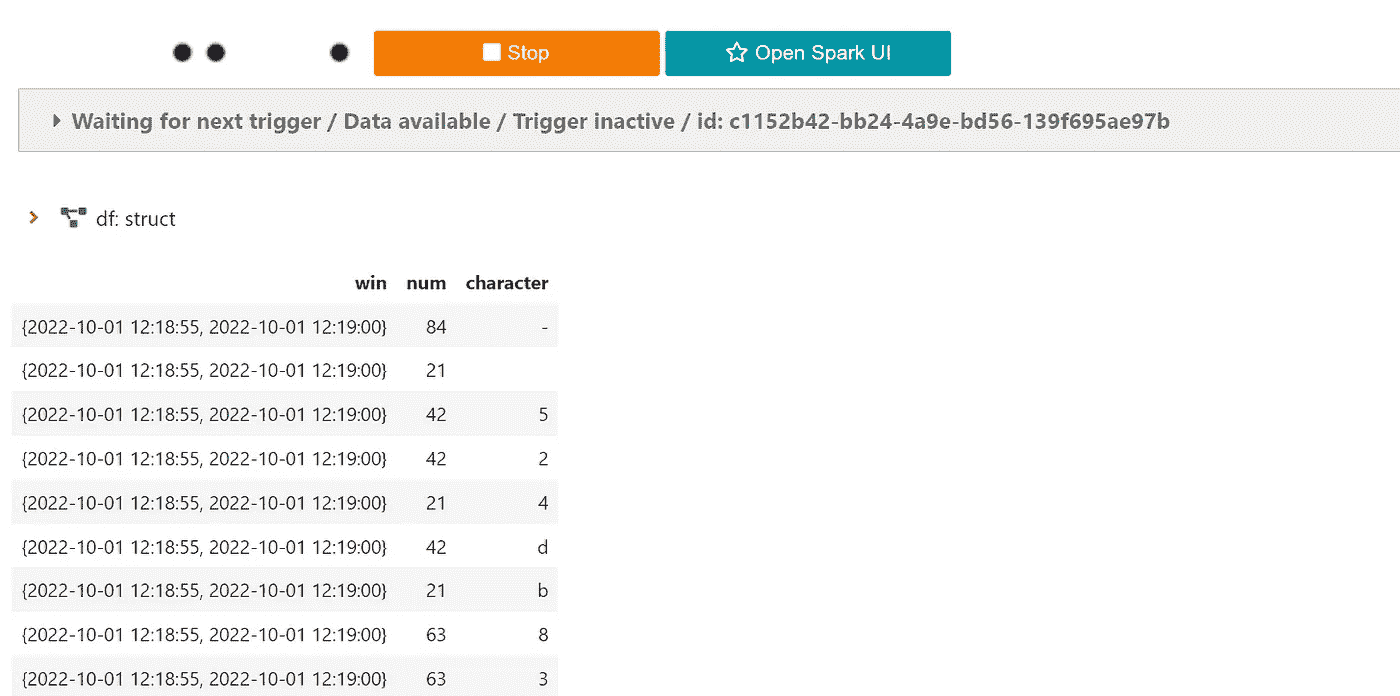 Stop
Open Spark UI
Waiting for next trigger / Data available / Trigger inactive / id: c1152b42-bb24-4a9e-bd56-139f695ae97b
df: struct
win num character
{2022-10-01 12:18:55, 2022-10-01 12:19:00} 84 -
{2022-10-01 12:18:55, 2022-10-01 12:19:00} 21
{2022-10-01 12:18:55, 2022-10-01 12:19:00} 42 5
{2022-10-01 12:18:55, 2022-10-01 12:19:00} 42 2
{2022-10-01 12:18:55, 2022-10-01 12:19:00} 21 4
{2022-10-01 12:18:55, 2022-10-01 12:19:00} 42 d
{2022-10-01 12:18:55, 2022-10-01 12:19:00} 21 b
{2022-10-01 12:18:55, 2022-10-01 12:19:00} 63 8
{2022-10-01 12:18:55, 2022-10-01 12:19:00} 63 3